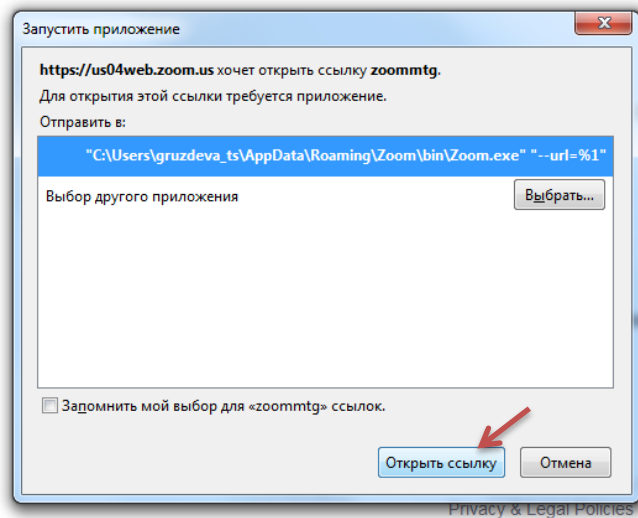 Запустить приложение
https://us04web.zoom.us хочет открыть ссылку zoommtg.
Для открытия этой ссылки требуется приложение.
Отправить в:
"C:\Users\gruzdeva_ts\AppData\Roaming\Zoom\bin\Zoom.exe" "--url=%1"
Выбор другого приложения
Выбрать...
Запомнить мой выбор для «zoommtg» ссылок.
Открыть ссылку
Отмена
Privacy & Legal Policies